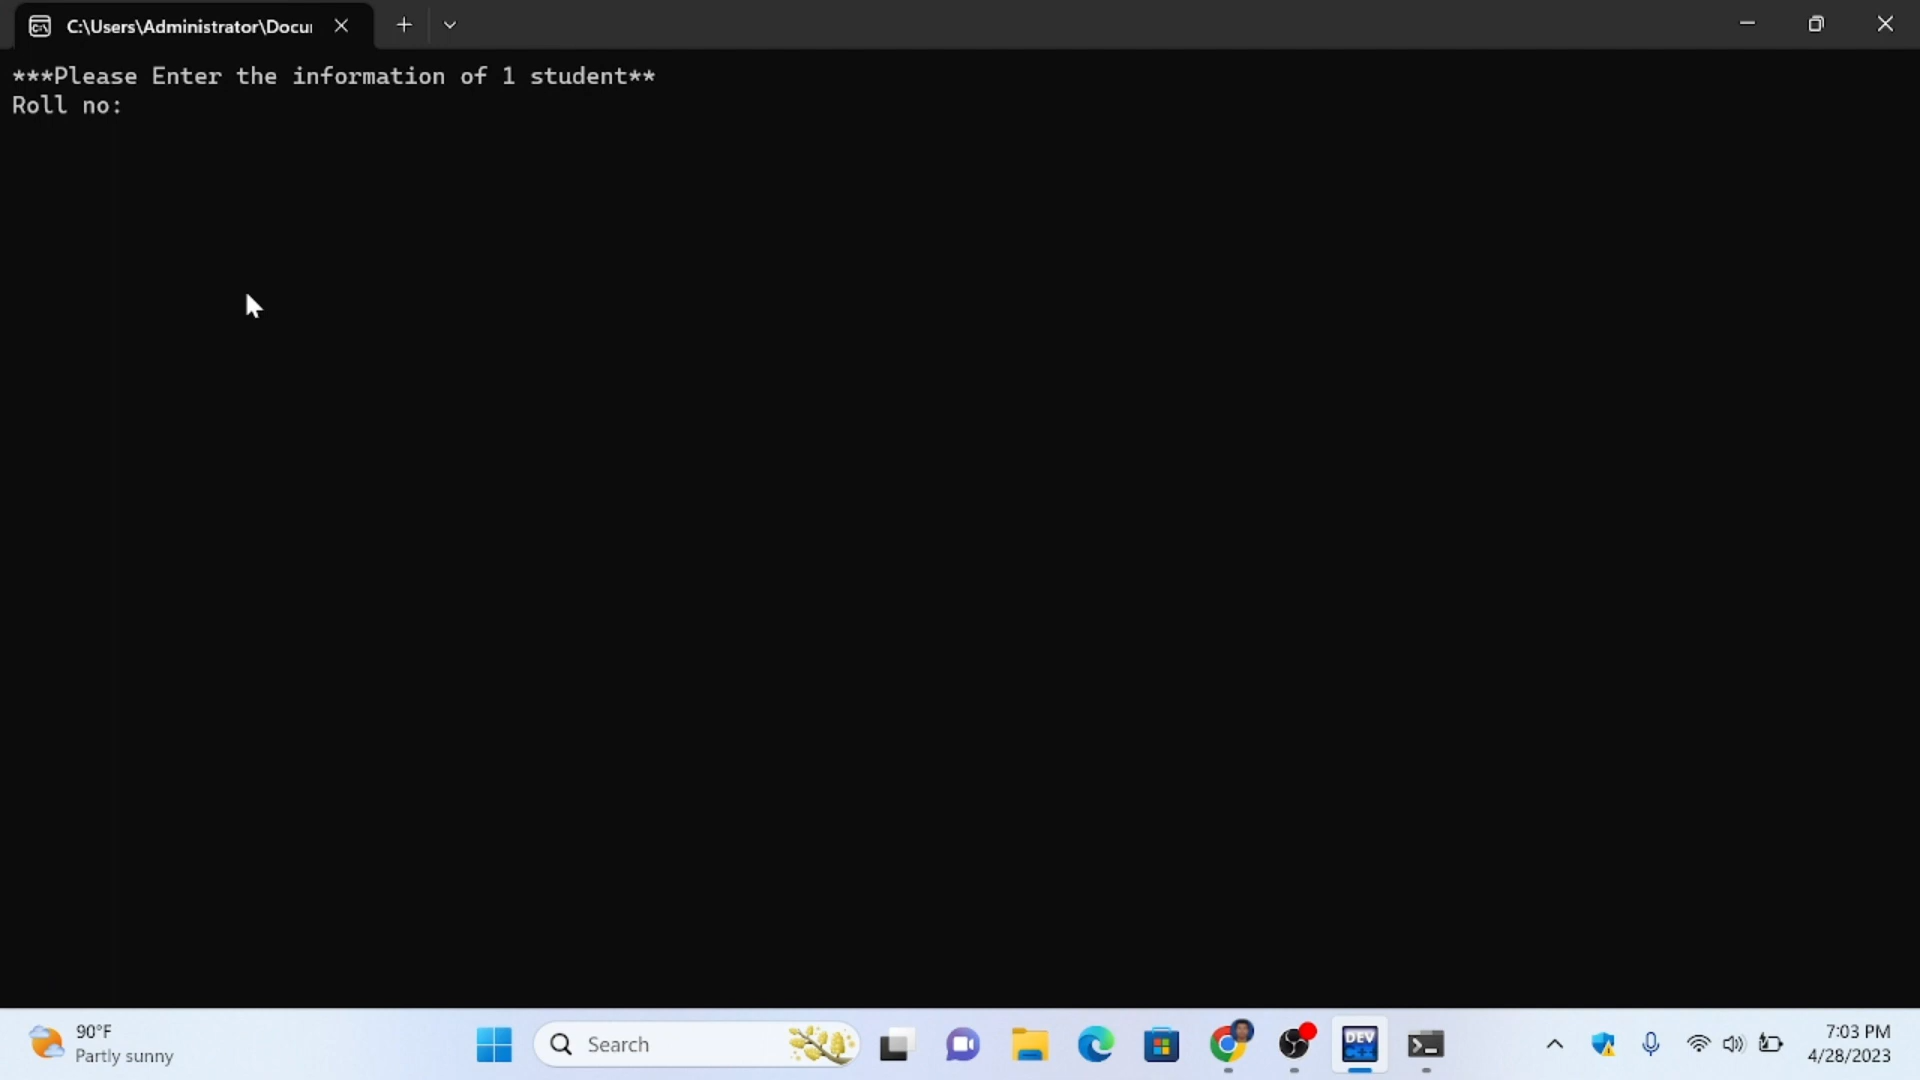 C:\Users\Administrator\Docu
***Please Enter the information of 1 student**
Roll no:
90°F
Partly sunny
Search
DEV
C++
7:03 PM
4/28/2023